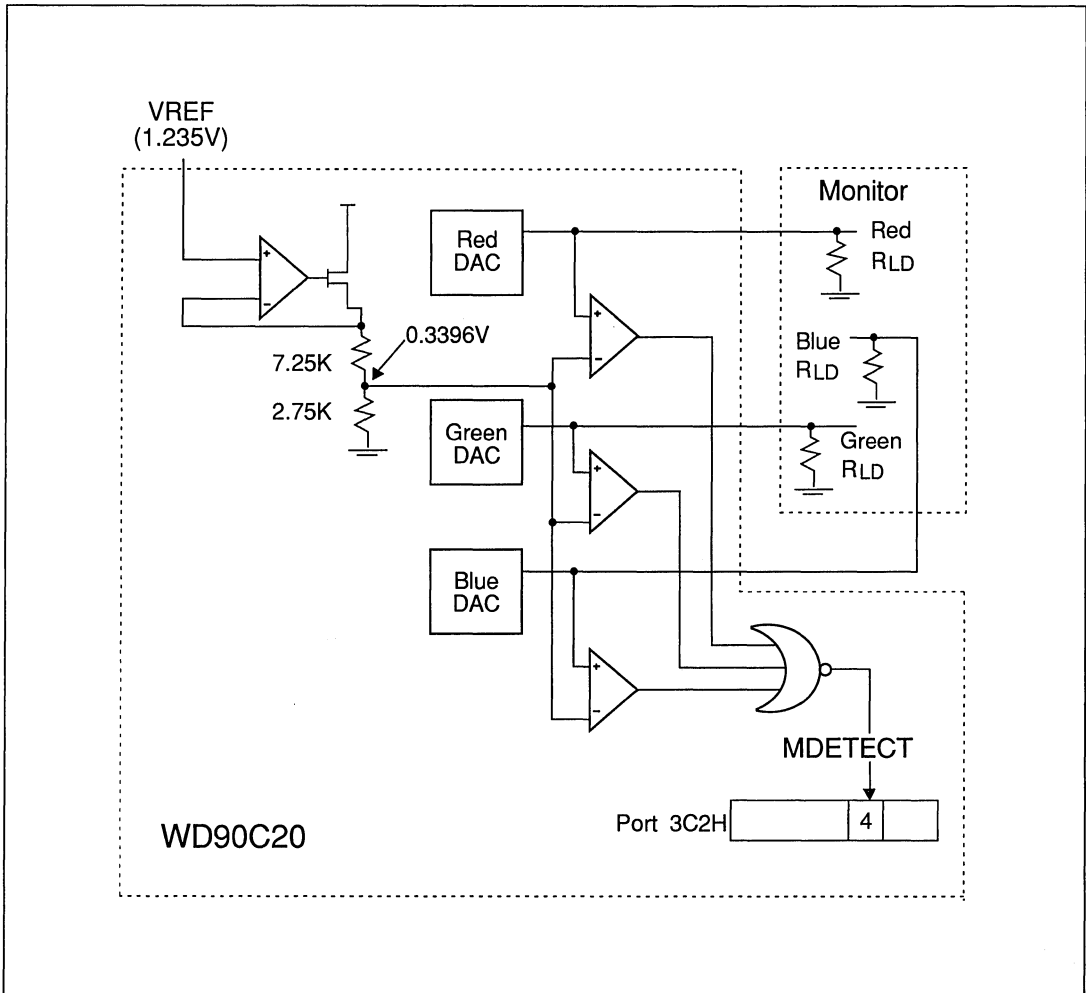 VREF
(1.235V)
Monitor
Red
DAC
Red
RLD
+
−
0.3396V
+
−
Blue
RLD
7.25K
2.75K
Green
DAC
Green
RLD
+
−
Blue
DAC
+
−
MDETECT
Port 3C2H
4
WD90C20